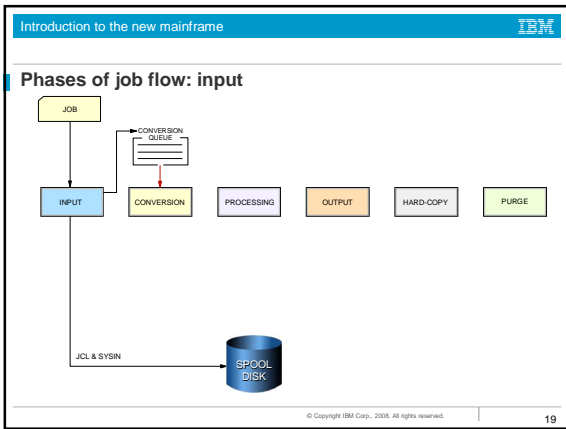 Introduction to the new mainframe
IBM
Phases of job flow: input
JOB
CONVERSION
QUEUE
INPUT
CONVERSION
PROCESSING
OUTPUT
HARD-COPY
PURGE
JCL & SYSIN
SPOOL
DISK
© Copyright IBM Corp., 2008. All rights reserved.
19